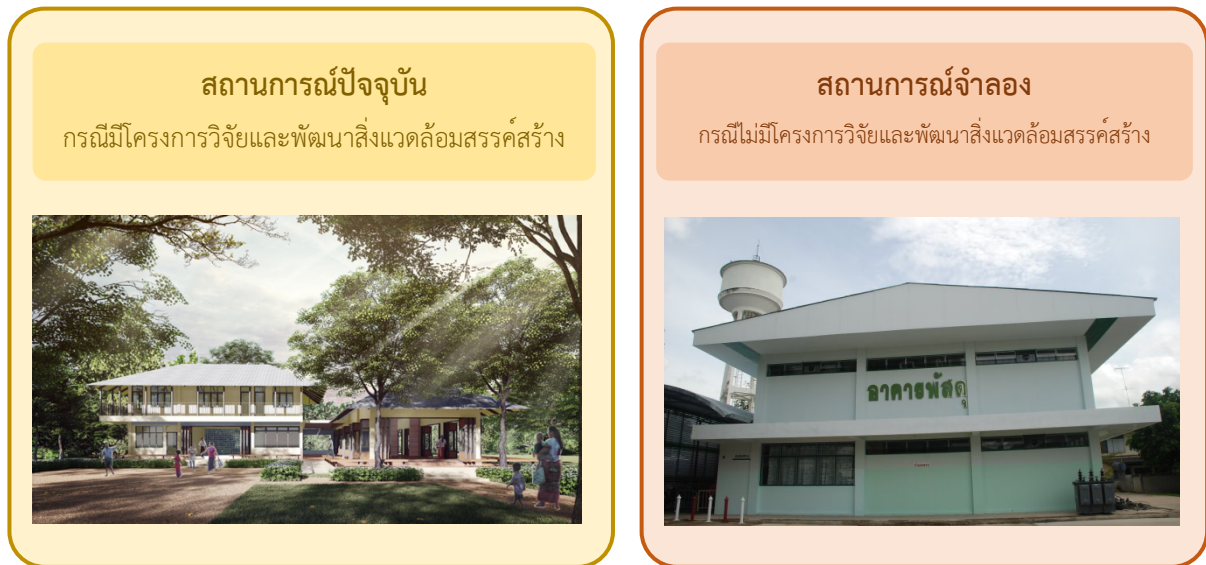 สถานการณ์ปัจจุบัน
กรณีมีโครงการวิจัยและพัฒนาสิ่งแวดล้อมสรรค์สร้าง
สถานการณ์จำลอง
กรณีไม่มีโครงการวิจัยและพัฒนาสิ่งแวดล้อมสรรค์สร้าง
อาคารพัสดุ